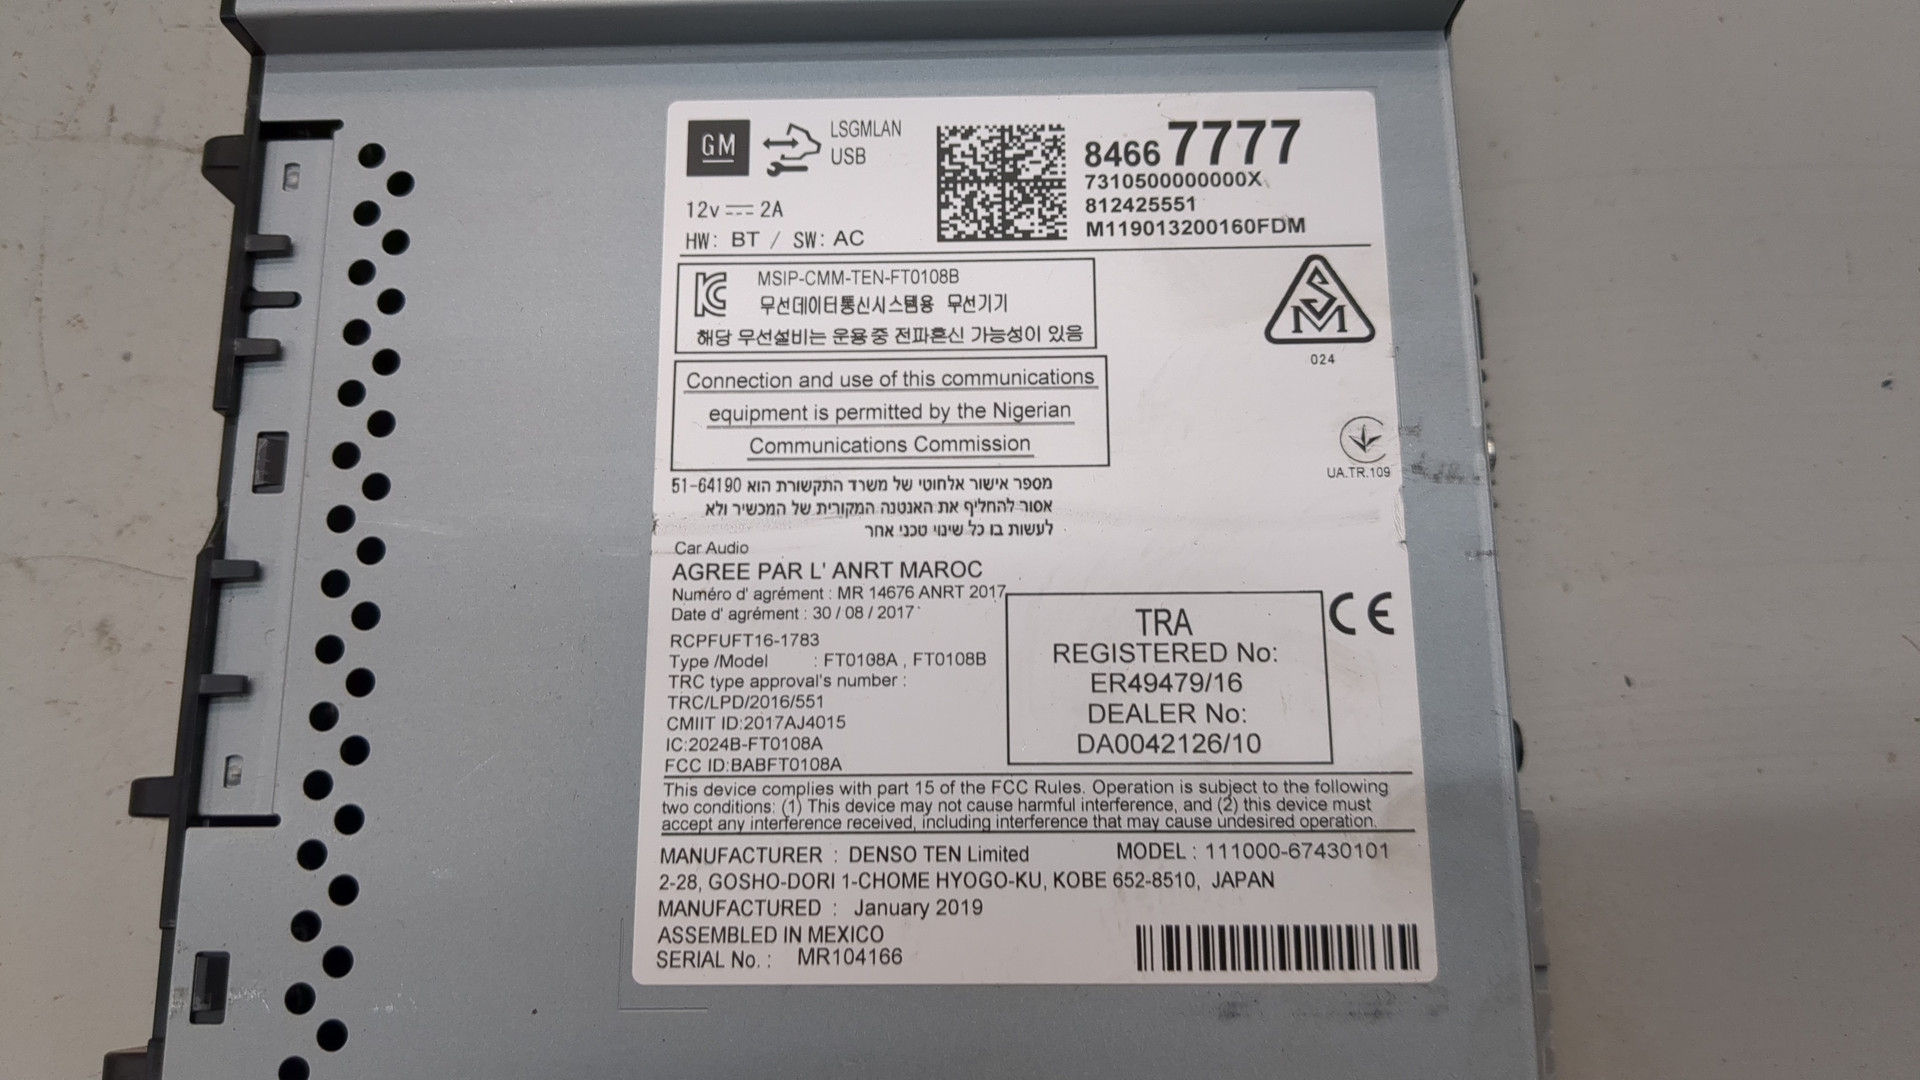 GM
LSGMLAN
USB
12v 2A
HW: BT / SW: AC
84667777
7310500000000X
812425551
M119013200160FDM
MSIP-CMM-TEN-FT0108B
무선데이터통신시스템용 무선기기
해당 무선설비는 운용중 전파혼신 가능성이 있음
SM
024
Connection and use of this communications
equipment is permitted by the Nigerian
Communications Commission
UA.TR.109
מספר אישור אלחוטי של משרד התקשורת הוא 51-64190
אסור להחליף את האנטנה המקורית של המכשיר ולא
לעשות בו כל שינוי טכני אחר
Car Audio
AGREE PAR L' ANRT MAROC
Numéro d' agrément : MR 14676 ANRT 2017
Date d' agrément : 30 / 08 / 2017
RCPFUFT16-1783
Type /Model : FT0108A , FT0108B
TRC type approval's number :
TRC/LPD/2016/551
CMIIT ID:2017AJ4015
IC:2024B-FT0108A
FCC ID:BABFT0108A
TRA
REGISTERED No:
ER49479/16
DEALER No:
DA0042126/10
CE
This device complies with part 15 of the FCC Rules. Operation is subject to the following
two conditions: (1) This device may not cause harmful interference, and (2) this device must
accept any interference received, including interference that may cause undesired operation.
MANUFACTURER : DENSO TEN Limited MODEL : 111000-67430101
2-28, GOSHO-DORI 1-CHOME HYOGO-KU, KOBE 652-8510, JAPAN
MANUFACTURED : January 2019
ASSEMBLED IN MEXICO
SERIAL No. : MR104166